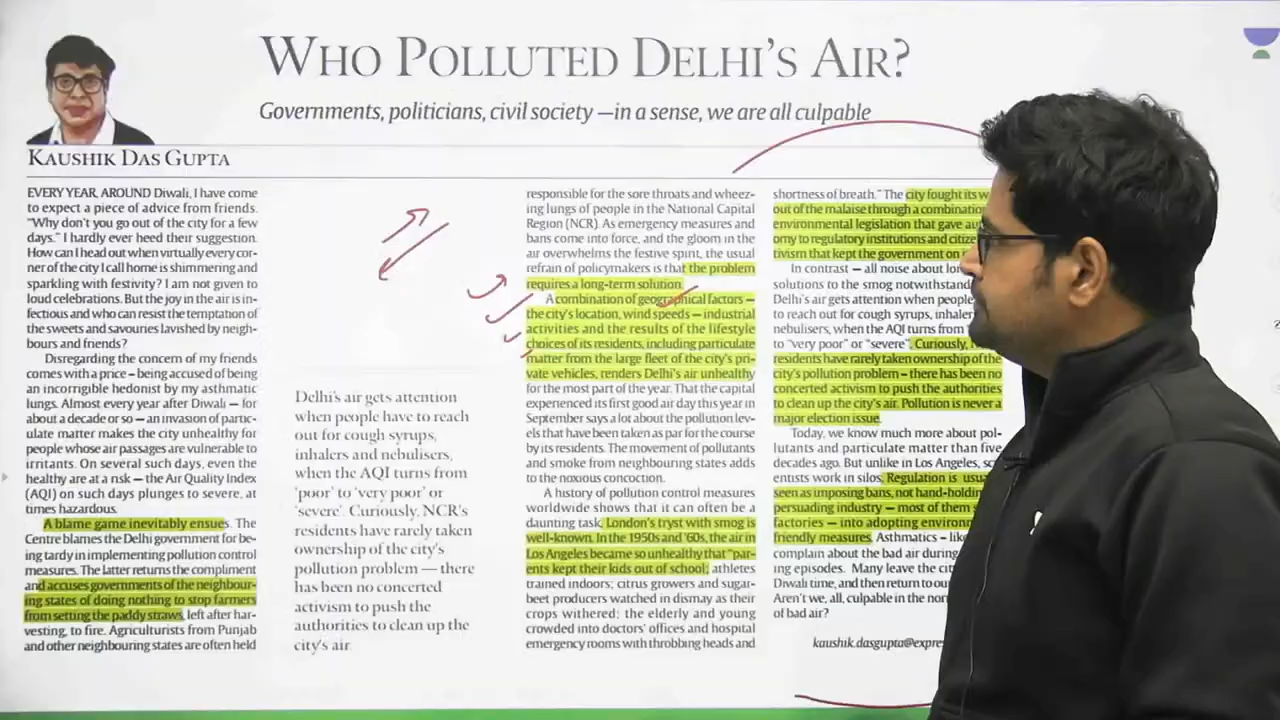 WHO POLLUTED DELHI'S AIR?
Governments, politicians, civil society —in a sense, we are all culpable
KAUSHIK DAS GUPTA
EVERY YEAR, AROUND Diwali, I have come
to expect a piece of advice from friends.
"Why don't you go out of the city for a few
days." I hardly ever heed their suggestion.
How can I head out when virtually every cor-
ner of the city I call home is shimmering and
sparkling with festivity? I am not given to
loud celebrations. But the joy in the air is in-
fectious and who can resist the temptation of
the sweets and savouries lavished by neigh-
bours and friends?
Disregarding the concern of my friends
comes with a price – being accused of being
an incorrigible hedonist by my asthmatic
lungs. Almost every year after Diwali — for
about a decade or so — an invasion of partic-
ulate matter makes the city unhealthy for
people whose air passages are vulnerable to
irritants. On several such days, even the
healthy are at a risk — the Air Quality Index
(AQI) on such days plunges to severe, at
times hazardous.
A blame game inevitably ensues. The
Centre blames the Delhi government for be-
ing tardy in implementing pollution control
measures. The latter returns the compliment
and accuses governments of the neighbour-
ing states of doing nothing to stop farmers
from setting the paddy straws, left after har-
vesting, to fire. Agriculturists from Punjab
and other neighbouring states are often held
Delhi's air gets attention
when people have to reach
out for cough syrups,
inhalers and nebulisers,
when the AQI turns from
'poor' to 'very poor' or
'severe'. Curiously, NCR's
residents have rarely taken
ownership of the city's
pollution problem — there
has been no concerted
activism to push the
authorities to clean up the
city's air.
responsible for the sore throats and wheez-
ing lungs of people in the National Capital
Region (NCR). As emergency measures and
bans come into force, and the gloom in the
air overwhelms the festive spirit, the usual
refrain of policymakers is that the problem
requires a long-term solution.
A combination of geographical factors —
the city's location, wind speeds — industrial
activities and the results of the lifestyle
choices of its residents, including particulate
matter from the large fleet of the city's pri-
vate vehicles, renders Delhi's air unhealthy
for the most part of the year. That the capital
experienced its first good air day this year in
September says a lot about the pollution lev-
els that have been taken as par for the course
by its residents. The movement of pollutants
and smoke from neighbouring states adds
to the noxious concoction.
A history of pollution control measures
worldwide shows that it can often be a
daunting task. London's tryst with smog is
well-known. In the 1950s and '60s, the air in
Los Angeles became so unhealthy that "par-
ents kept their kids out of school; athletes
trained indoors; citrus growers and sugar-
beet producers watched in dismay as their
crops withered; the elderly and young
crowded into doctors' offices and hospital
emergency rooms with throbbing heads and
shortness of breath." The city fought its
out of the malaise through a combination
environmental legislation that gave
omy to regulatory institutions and
tivism that kept the government on
In contrast — all noise about
solutions to the smog notwithstand
Delhi's air gets attention when people
to reach out for cough syrups,
nebulisers, when the AQI turns from
to "very poor" or "severe". Curiously,
residents have rarely taken ownership of the
city's pollution problem – there has been no
concerted activism to push the authorities
to clean up the city's air. Pollution is never a
major election issue.
Today, we know much more about pol-
lutants and particulate matter than five
decades ago. But unlike in Los Angeles,
entists work in silos. Regulation is
seen as imposing bans, not hand-holding
persuading industry – most of them
factories — into adopting
friendly measures. Asthmatics –
complain about the bad air during
ing episodes. Many leave the
Diwali time, and then return to our
Aren't we, all, culpable in the
of bad air?